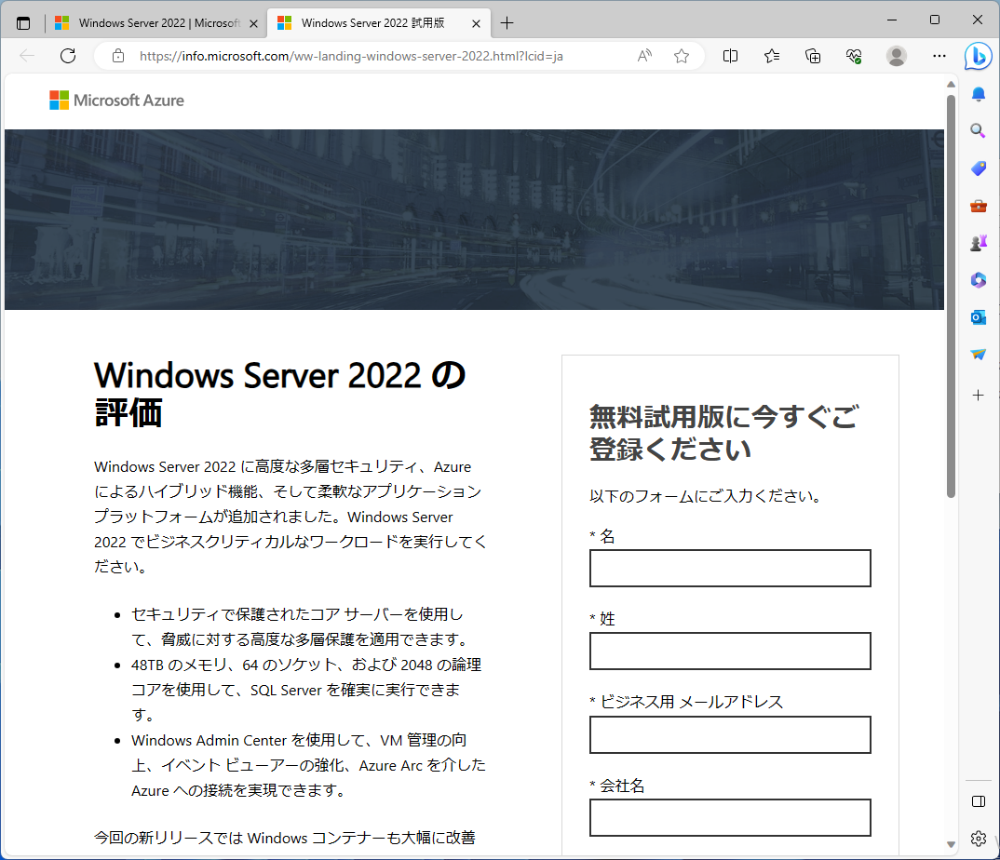 Windows Server 2022 | Microsoft
Windows Server 2022 試用版
https://info.microsoft.com/ww-landing-windows-server-2022.html?lcid=ja
Microsoft Azure
Windows Server 2022 の
評価
Windows Server 2022 に高度な多層セキュリティ、Azure
によるハイブリッド機能、そして柔軟なアプリケーション
プラットフォームが追加されました。Windows Server
2022 でビジネスクリティカルなワークロードを実行してく
ださい。
セキュリティで保護されたコア サーバーを使用し
て、脅威に対する高度な多層保護を適用できます。
48TB のメモリ、64 のソケット、および 2048 の論理
コアを使用して、SQL Server を確実に実行できま
す。
Windows Admin Center を使用して、VM 管理の向
上、イベント ビューアーの強化、Azure Arc を介した
Azure への接続を実現できます。
今回の新リリースでは Windows コンテナーも大幅に改善
無料試用版に今すぐご
登録ください
以下のフォームにご入力ください。
* 名
* 姓
* ビジネス用 メールアドレス
* 会社名